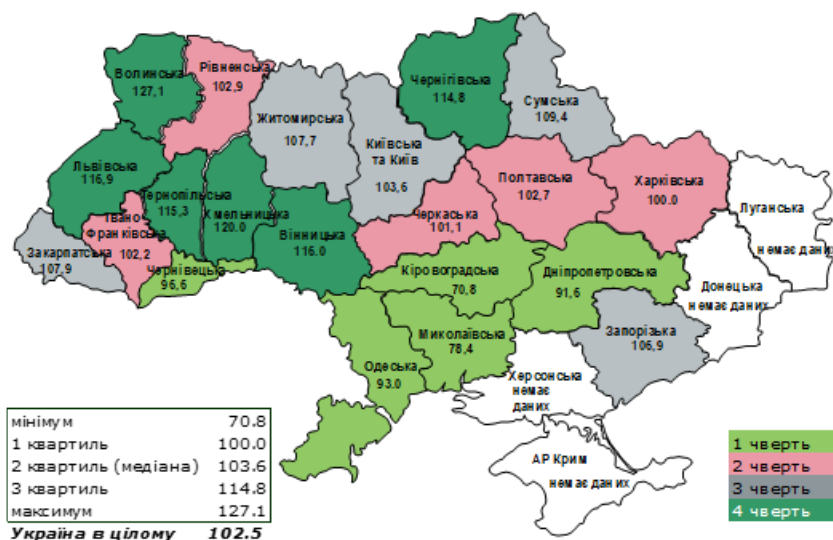 Волинська
127,1
Рівненська
102,9
Житомирська
107,7
Київська
та Київ
103,6
Чернігівська
114,8
Сумська
109,4
Львівська
116,9
Тернопільська
115,3
Хмельницька
120.0
Вінницька
116.0
Івано-
Франківська
102,2
Закарпатська
107,9
Чернівецька
96,6
Черкаська
101,1
Полтавська
102,7
Харківська
100.0
Луганська
немає даних
Донецька
немає даних
Кіровоградська
70,8
Дніпропетровська
91,6
Запорізька
106,9
Миколаївська
78,4
Одеська
93.0
Херсонська
немає
даних
АР Крим
немає даних
мінімум 70.8
1 квартиль 100.0
2 квартиль (медіана) 103.6
3 квартиль 114.8
максимум 127.1
Україна в цілому 102.5
1 чверть
2 чверть
3 чверть
4 чверть